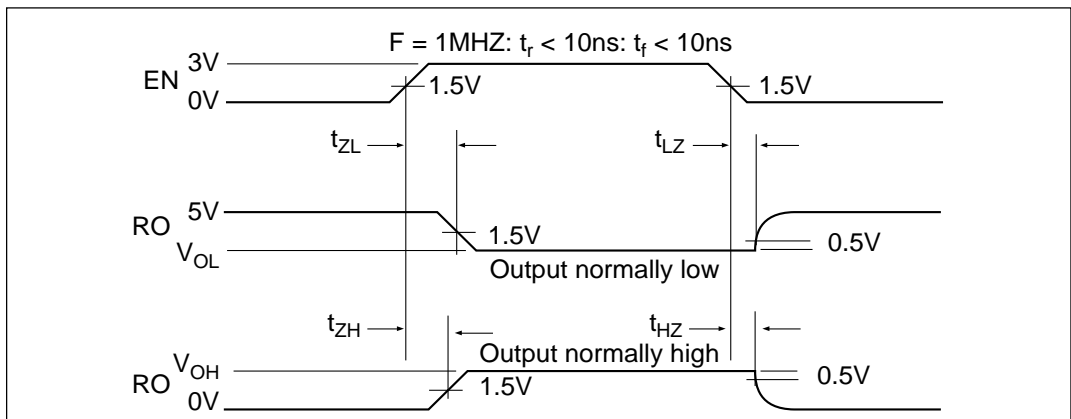 F = 1MHZ: tr < 10ns: tf < 10ns
3V
EN
1.5V
1.5V
0V
tZL
tLZ
5V
RO
1.5V
0.5V
VOL
Output normally low
tZH
tHZ
Output normally high
VOH
RO
1.5V
0.5V
0V